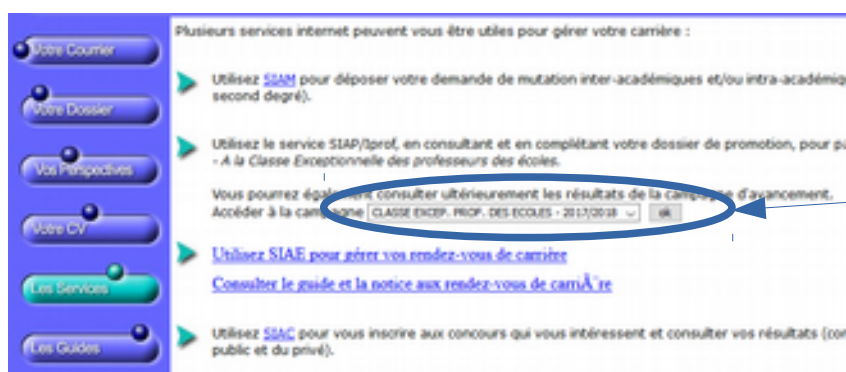 Votre Courrier
Votre Dossier
Vos Perspectives
Votre CV
Les Services
Les Guides
Plusieurs services internet peuvent vous être utiles pour gérer votre carrière :
Utilisez SIAM pour déposer votre demande de mutation inter-académiques et/ou intra-académiq
second degré).
Utilisez le service SIAP/Iprof, en consultant et en complétant votre dossier de promotion, pour pa
- A la Classe Exceptionnelle des professeurs des écoles.
Vous pourrez également consulter ultérieurement les résultats de la campagne d'avancement.
Accéder à la campagne CLASSE EXCEP. PROF. DES ECOLES - 2017/2018 ok
Utilisez SIAE pour gérer vos rendez-vous de carrière
Consulter le guide et la notice aux rendez-vous de carriÃ¨re
Utilisez SIAC pour vous inscrire aux concours qui vous intéressent et consulter vos résultats (con
public et du privé).